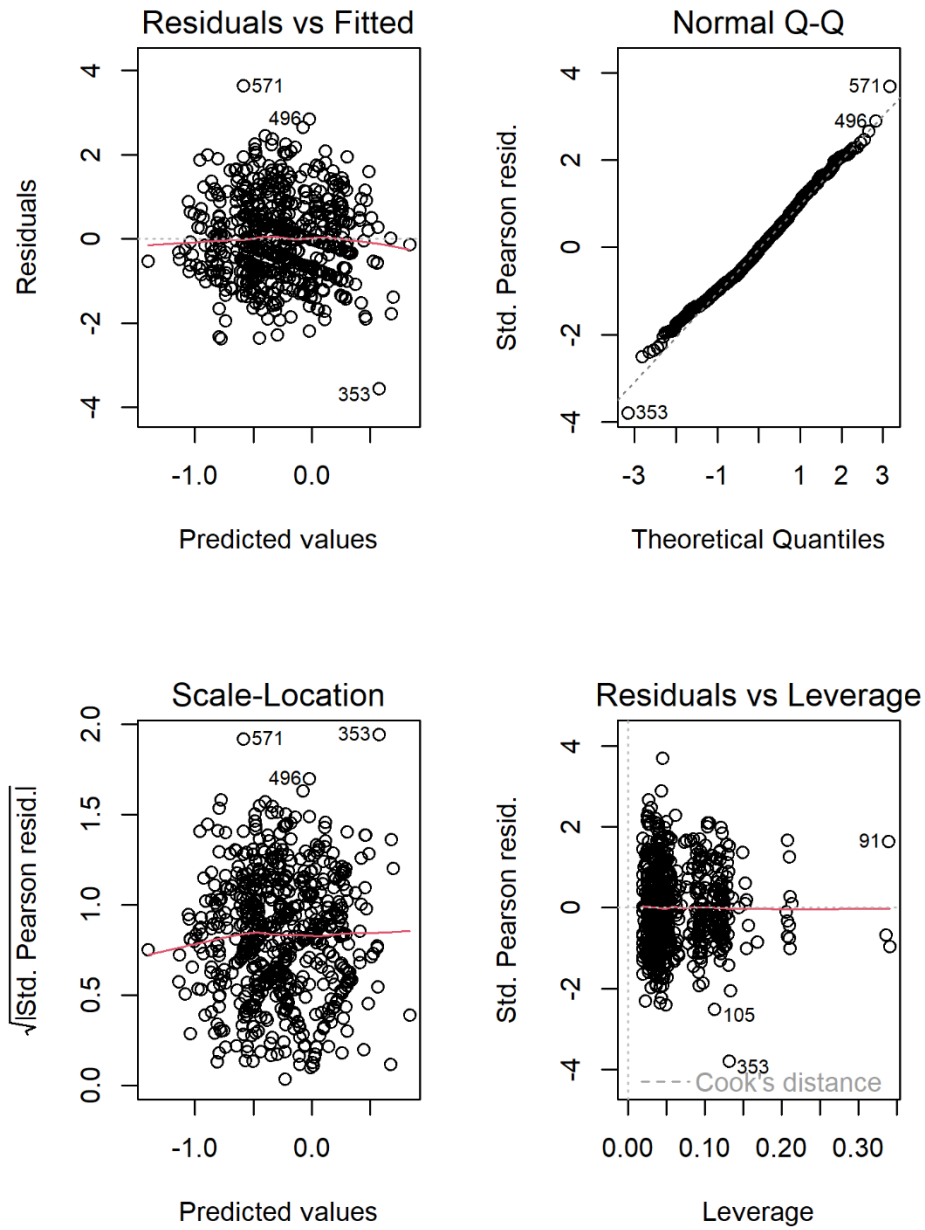 Residuals vs Fitted
Residuals
4
2
0
-2
-4
571
496
353
-1.0 0.0
Predicted values
Normal Q-Q
Std. Pearson resid.
4
2
0
-2
-4
571
496
353
-3 -1 1 2 3
Theoretical Quantiles
Scale-Location
√|Std. Pearson resid.|
2.0
1.5
1.0
0.5
0.0
571
353
496
-1.0 0.0
Predicted values
Residuals vs Leverage
Std. Pearson resid.
4
2
0
-2
-4
91
105
353
Cook's distance
0.00 0.10 0.20 0.30
Leverage